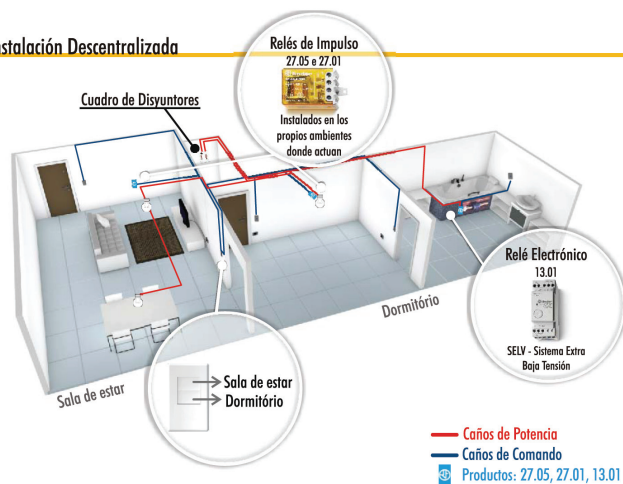 nstalación Descentralizada
Relés de Impulso
27.05 e 27.01
Instalados en los
propios ambientes
donde actuan
Cuadro de Disyuntores
Relé Electrónico
13.01
SELV - Sistema Extra
Baja Tensión
Dormitório
Sala de estar
Sala de estar
Dormitório
Caños de Potencia
Caños de Comando
Productos: 27.05, 27.01, 13.01